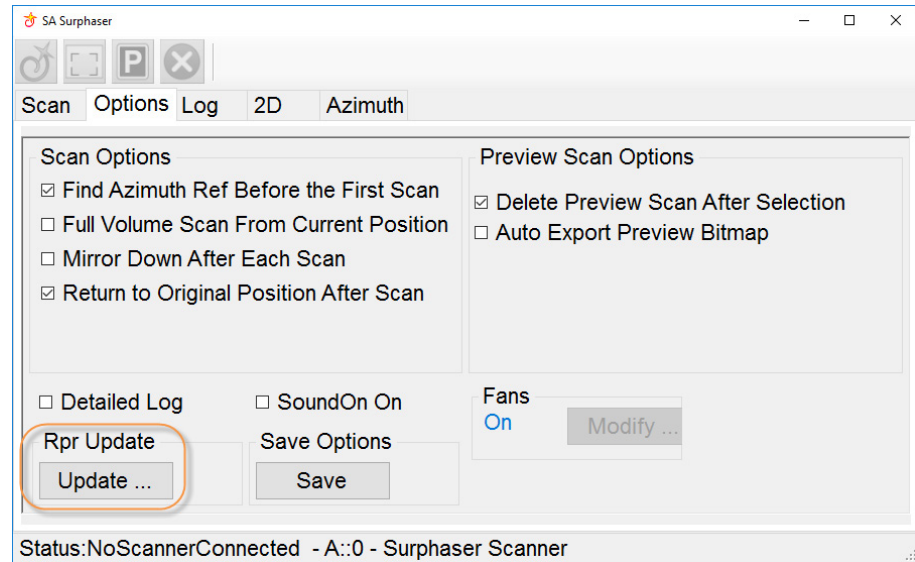 SA Surphaser
P
Scan Options Log 2D Azimuth
Scan Options
Find Azimuth Ref Before the First Scan
Full Volume Scan From Current Position
Mirror Down After Each Scan
Return to Original Position After Scan
Preview Scan Options
Delete Preview Scan After Selection
Auto Export Preview Bitmap
Detailed Log
SoundOn On
Fans
On
Modify ...
Rpr Update
Update ...
Save Options
Save
Status:NoScannerConnected - A::0 - Surphaser Scanner